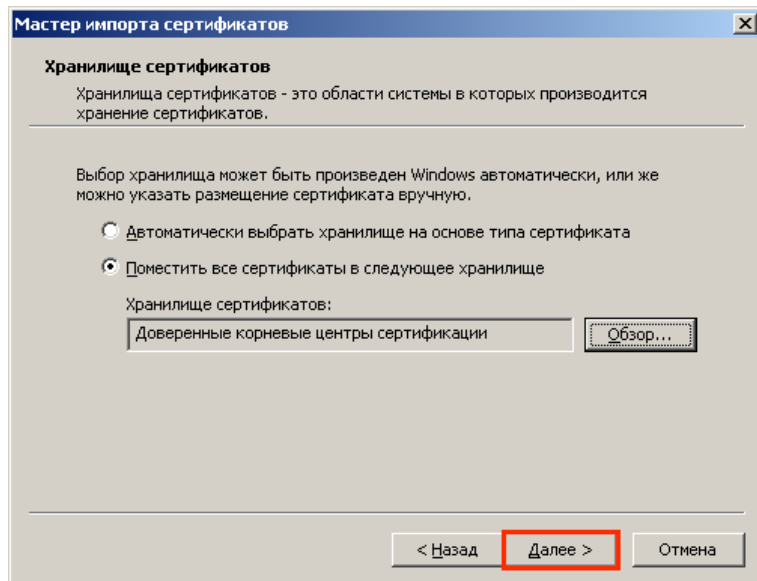 Мастер импорта сертификатов
Хранилище сертификатов
Хранилища сертификатов - это области системы в которых производится
хранение сертификатов.
Выбор хранилища может быть произведен Windows автоматически, или же
можно указать размещение сертификата вручную.
Автоматически выбрать хранилище на основе типа сертификата
Поместить все сертификаты в следующее хранилище
Хранилище сертификатов:
Доверенные корневые центры сертификации
Обзор...
< Назад
Далее >
Отмена